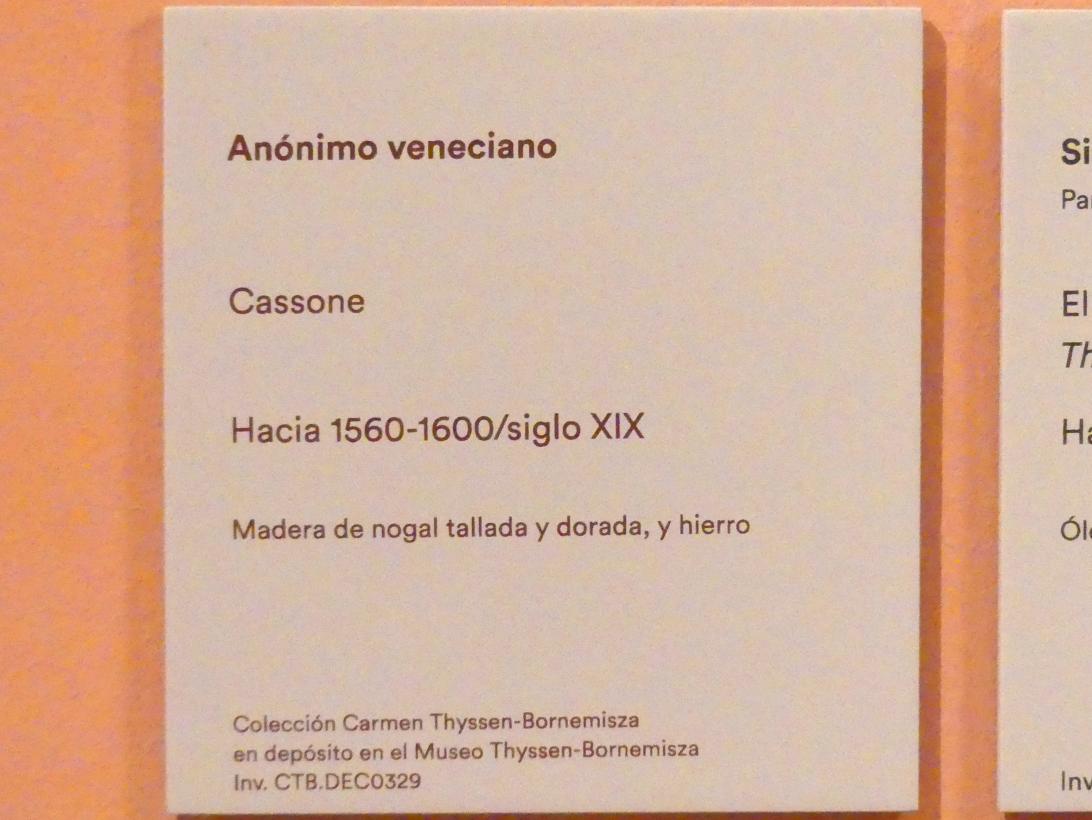 Anónimo veneciano
Cassone
Hacia 1560-1600/siglo XIX
Madera de nogal tallada y dorada, y hierro
Colección Carmen Thyssen-Bornemisza
en depósito en el Museo Thyssen-Bornemisza
Inv. CTB.DEC0329
El